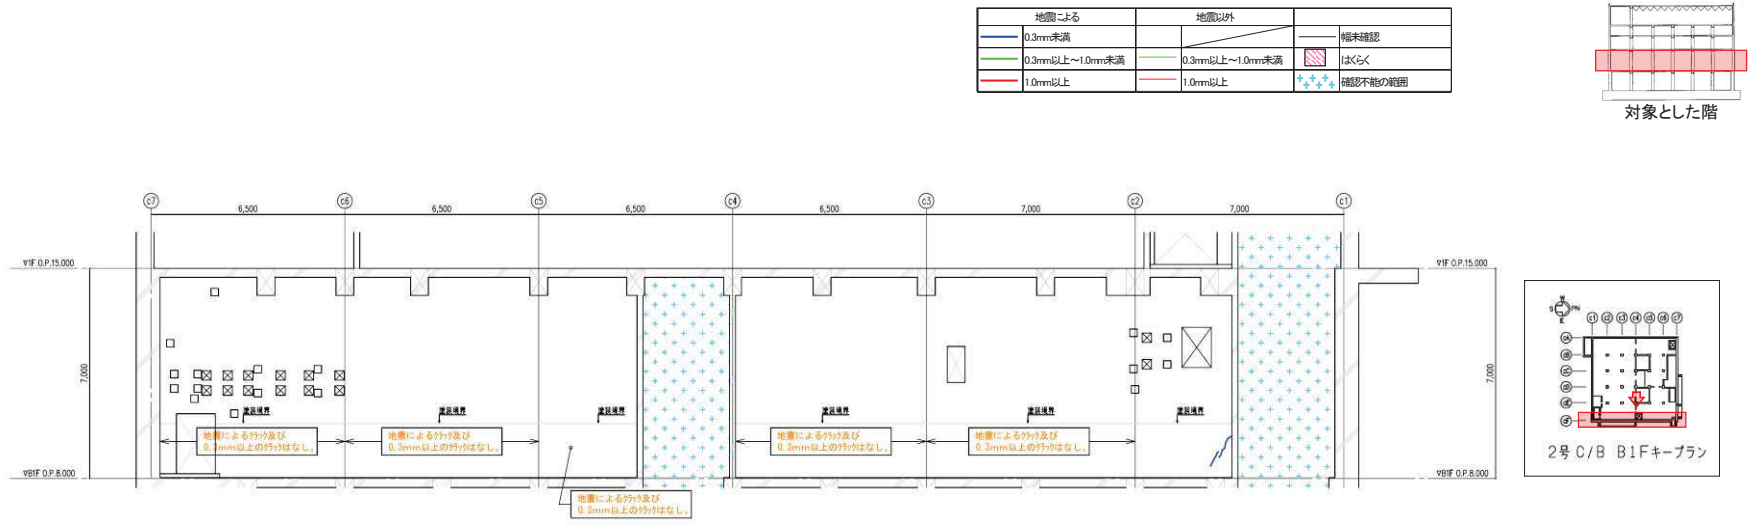 地震による 地震以外
0.3mm未満 幅未確認
0.3mm以上～1.0mm未満 0.3mm以上～1.0mm未満 はくらく
1.0mm以上 1.0mm以上 確認不能の範囲
対象とした階
c7 c6 c5 c4 c3 c2 c1
6,500 6,500 6,500 6,500 7,000 7,000
▽1F O.P.15.000 ▽1F O.P.15.000
7,000 7,000
塗装境界 塗装境界 塗装境界 塗装境界 塗装境界 塗装境界
地震によるクラック及び
0.3mm以上のクラックはなし。
地震によるクラック及び
0.3mm以上のクラックはなし。
地震によるクラック及び
0.3mm以上のクラックはなし。
地震によるクラック及び
0.3mm以上のクラックはなし。
▽B1F O.P.8.000 ▽B1F O.P.8.000
地震によるクラック及び
0.3mm以上のクラックはなし。
W
S PN
E
c1 c2 c3 c4 c5 c6 c7
cA
cB
cC
cD
cE
cF
2号 C/B B1Fキープラン